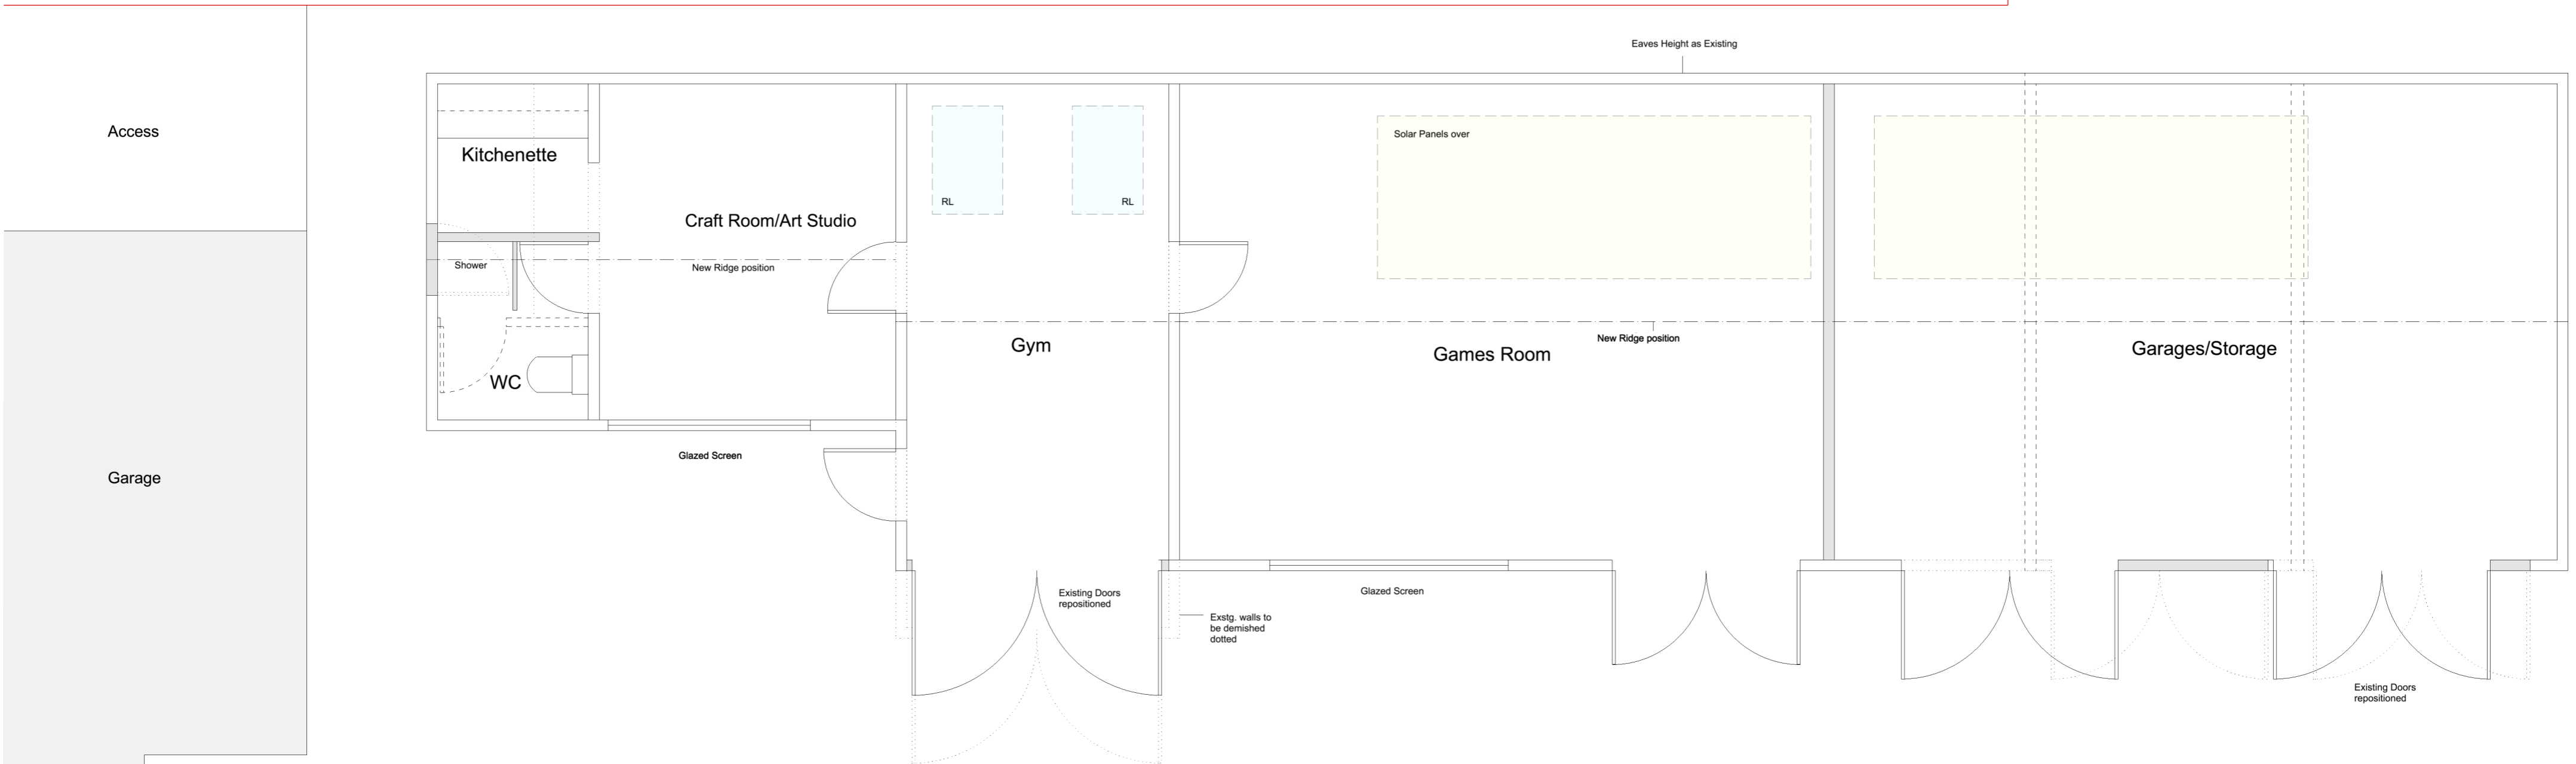 Eaves Height as Existing
Access
Kitchenette
Solar Panels over
RL
RL
Craft Room/Art Studio
Shower
New Ridge position
New Ridge position
Gym
Games Room
Garages/Storage
WC
Glazed Screen
Garage
Existing Doors
repositioned
Glazed Screen
Exstg. walls to
be demished
dotted
Existing Doors
repositioned